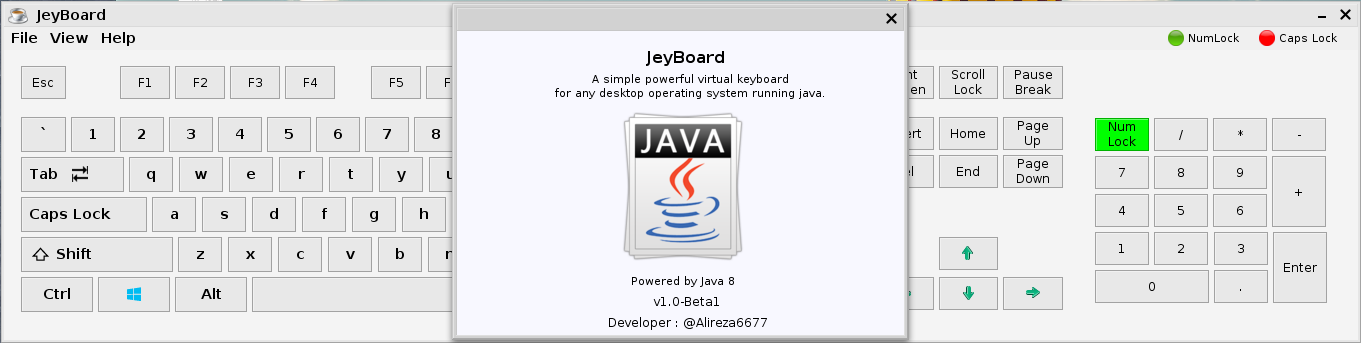 JeyBoard
File View Help
NumLock Caps Lock
JeyBoard
A simple powerful virtual keyboard
for any desktop operating system running java.
JAVA
Powered by Java 8
v1.0-Beta1
Developer : @Alireza6677
Esc F1 F2 F3 F4 F5
Scroll
Lock
Pause
Break
` 1 2 3 4 5 6 7 8
Home
Page
Up
Num
Lock
/ * -
Tab q w e r t y
End
Page
Down
7 8 9
+
Caps Lock a s d f g h
4 5 6
Shift z x c v b
1 2 3
Enter
Ctrl Alt
0 .